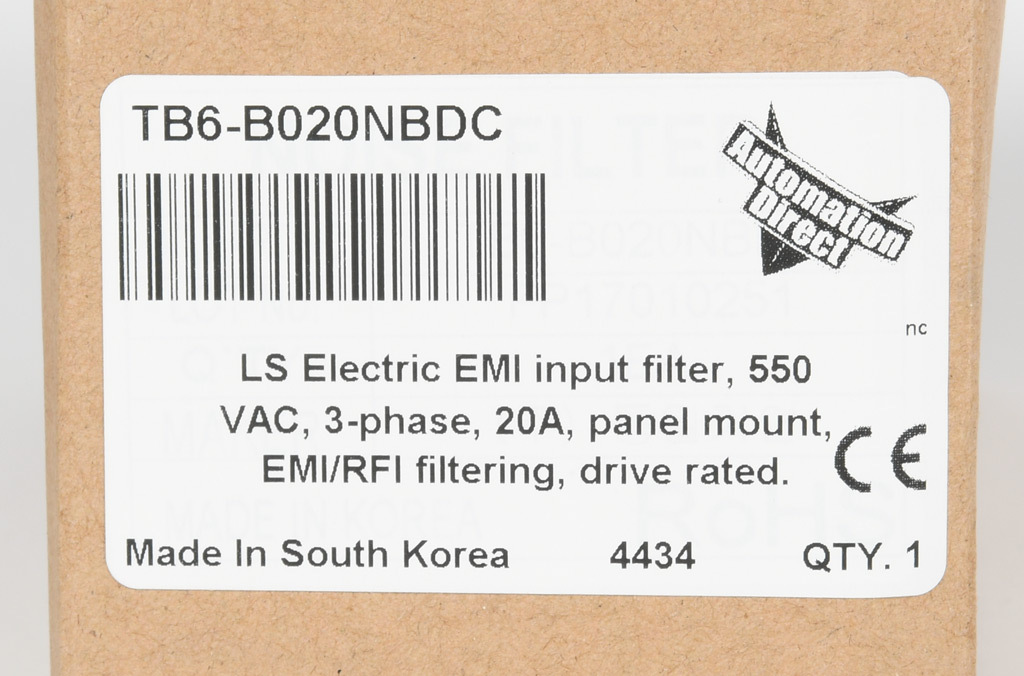 TB6-B020NBDC
Automation
Direct
nc
LS Electric EMI input filter, 550
VAC, 3-phase, 20A, panel mount,
EMI/RFI filtering, drive rated.
CE
Made In South Korea 4434 QTY. 1